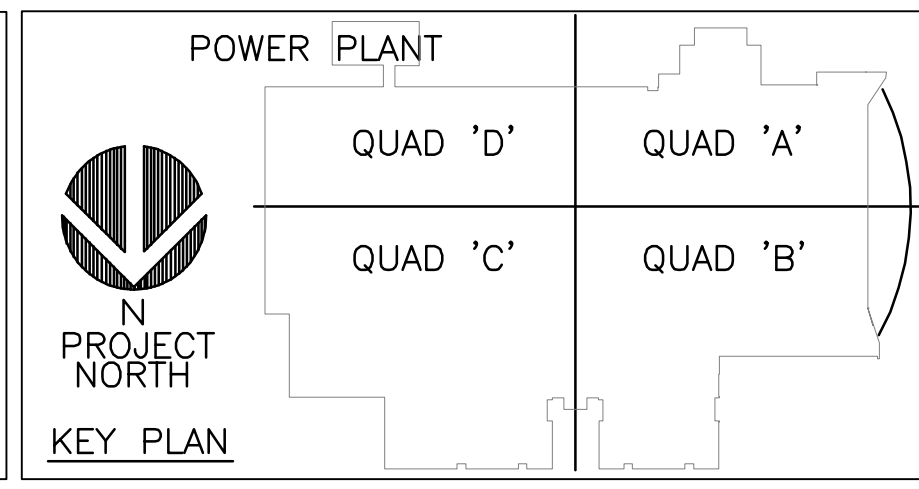 POWER PLANT
QUAD 'D'
QUAD 'A'
QUAD 'C'
QUAD 'B'
N
PROJECT
NORTH
KEY PLAN